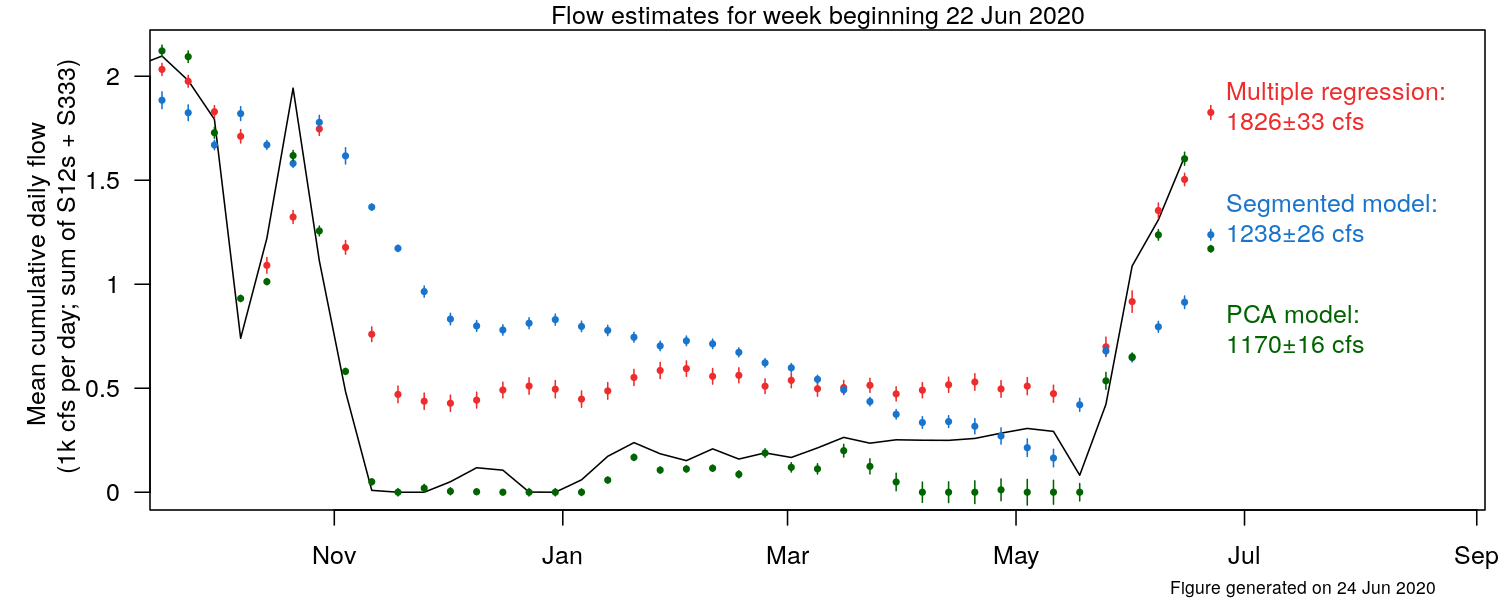 Flow estimates for week beginning 22 Jun 2020
Mean cumulative daily flow
(1k cfs per day; sum of S12s + S333)
2
1.5
1
0.5
0
Multiple regression:
1826±33 cfs
Segmented model:
1238±26 cfs
PCA model:
1170±16 cfs
Nov
Jan
Mar
May
Jul
Sep
Figure generated on 24 Jun 2020